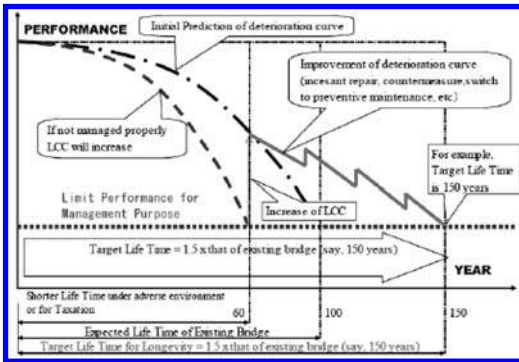 PERFORMANCE
Initial Prediction of deterioration curve
Improvement of deterioration curve
(incesant repair, countermeasure,switch
to preventive maintenance, etc)
If not managed properly
LCC will increase
For example,
Target Life Time
is 150 years
Limit Performance for
Management Purpose
Increase of LCC
Target Life Time = 1.5 x that of existing bridge (say, 150 years)
YEAR
Shorter Life Time under adverse environment
or for Taxation
60
100
150
Expected Life Time of Existing Bridge
Target Life Time for Longevity = 1.5 x that of existing bridge (say, 150 years)